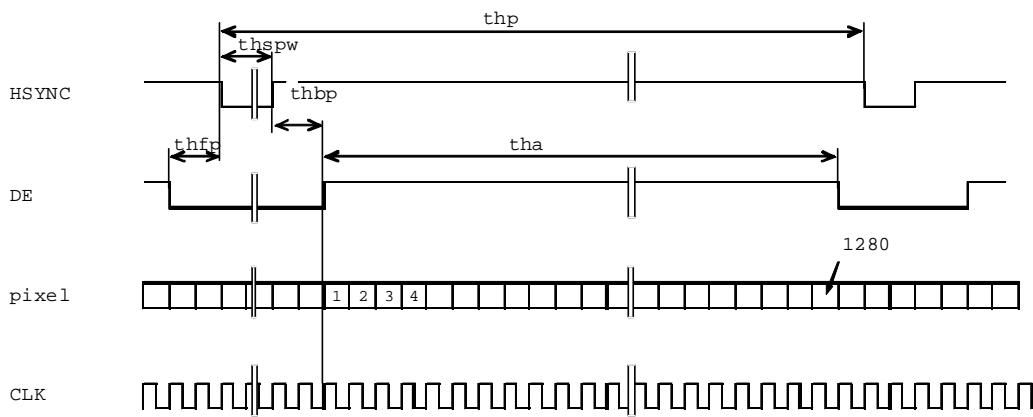 thp
thspw
HSYNC
thbp
thfp
tha
DE
1280
pixel
1 2 3 4
CLK